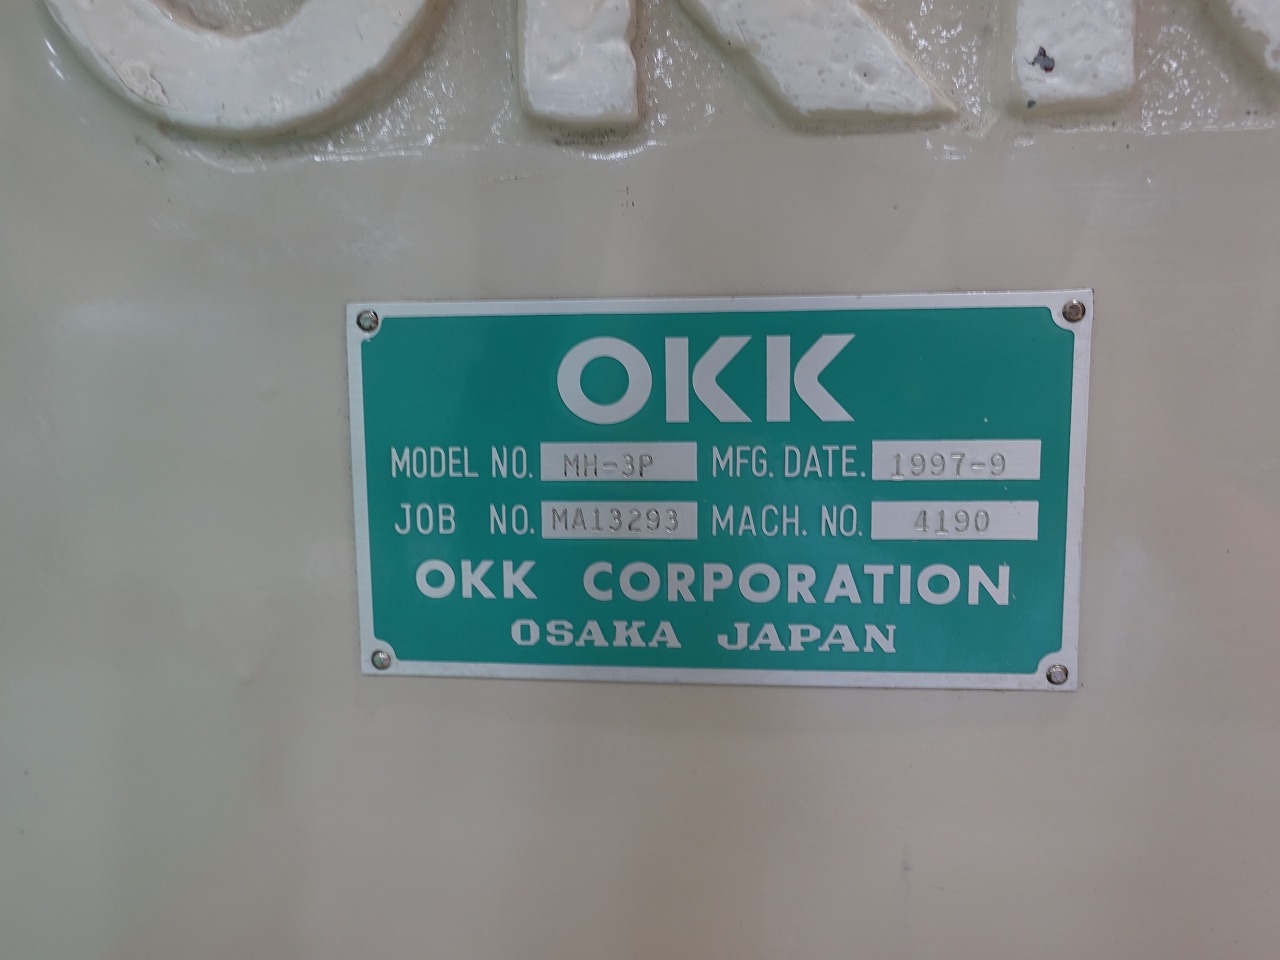 OKK
OKK
MODEL NO. MH-3P MFG. DATE. 1997-9
JOB NO. MA13293 MACH. NO. 4190
OKK CORPORATION
OSAKA JAPAN